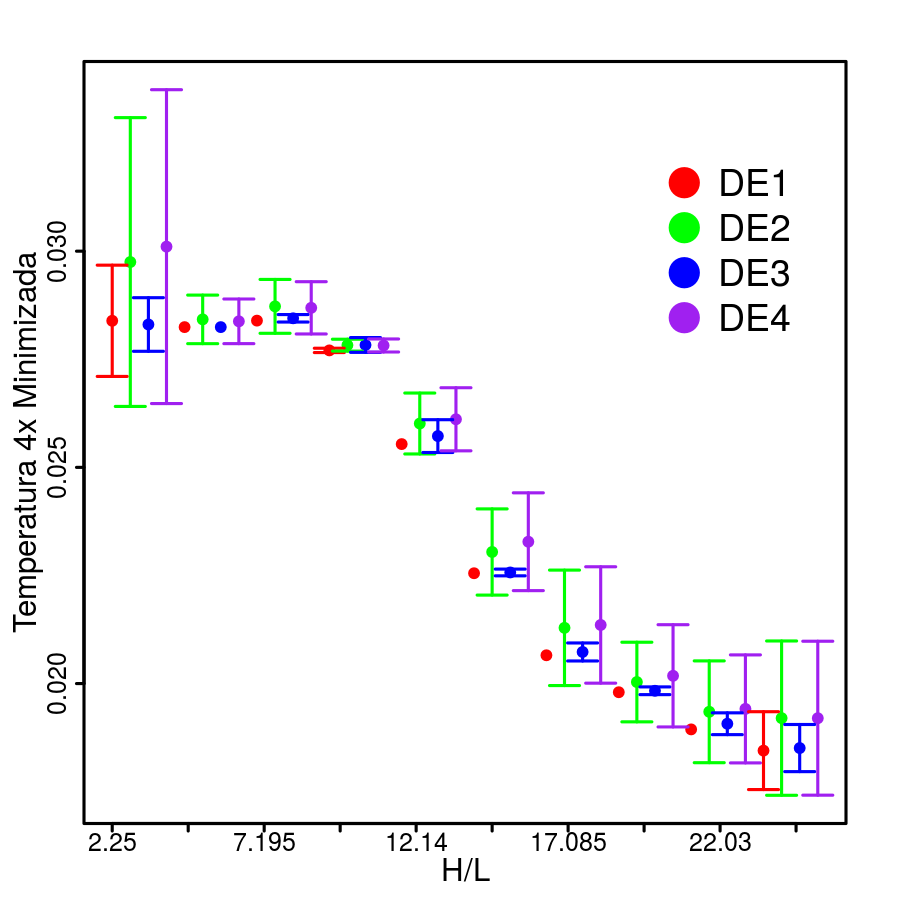 DE1
DE2
DE3
DE4
Temperatura 4x Minimizada
0.030
0.025
0.020
2.25 7.195 12.14 17.085 22.03
H/L